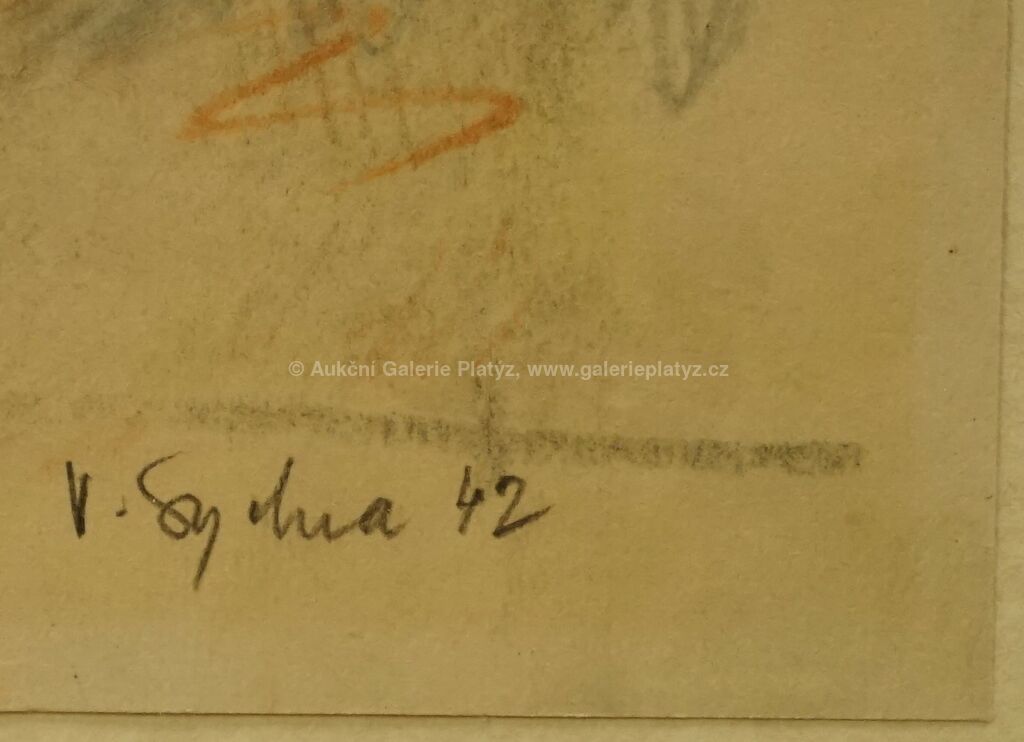 © Aukční Galerie Platýz, www.galerieplatyz.cz
V. Sychra 42